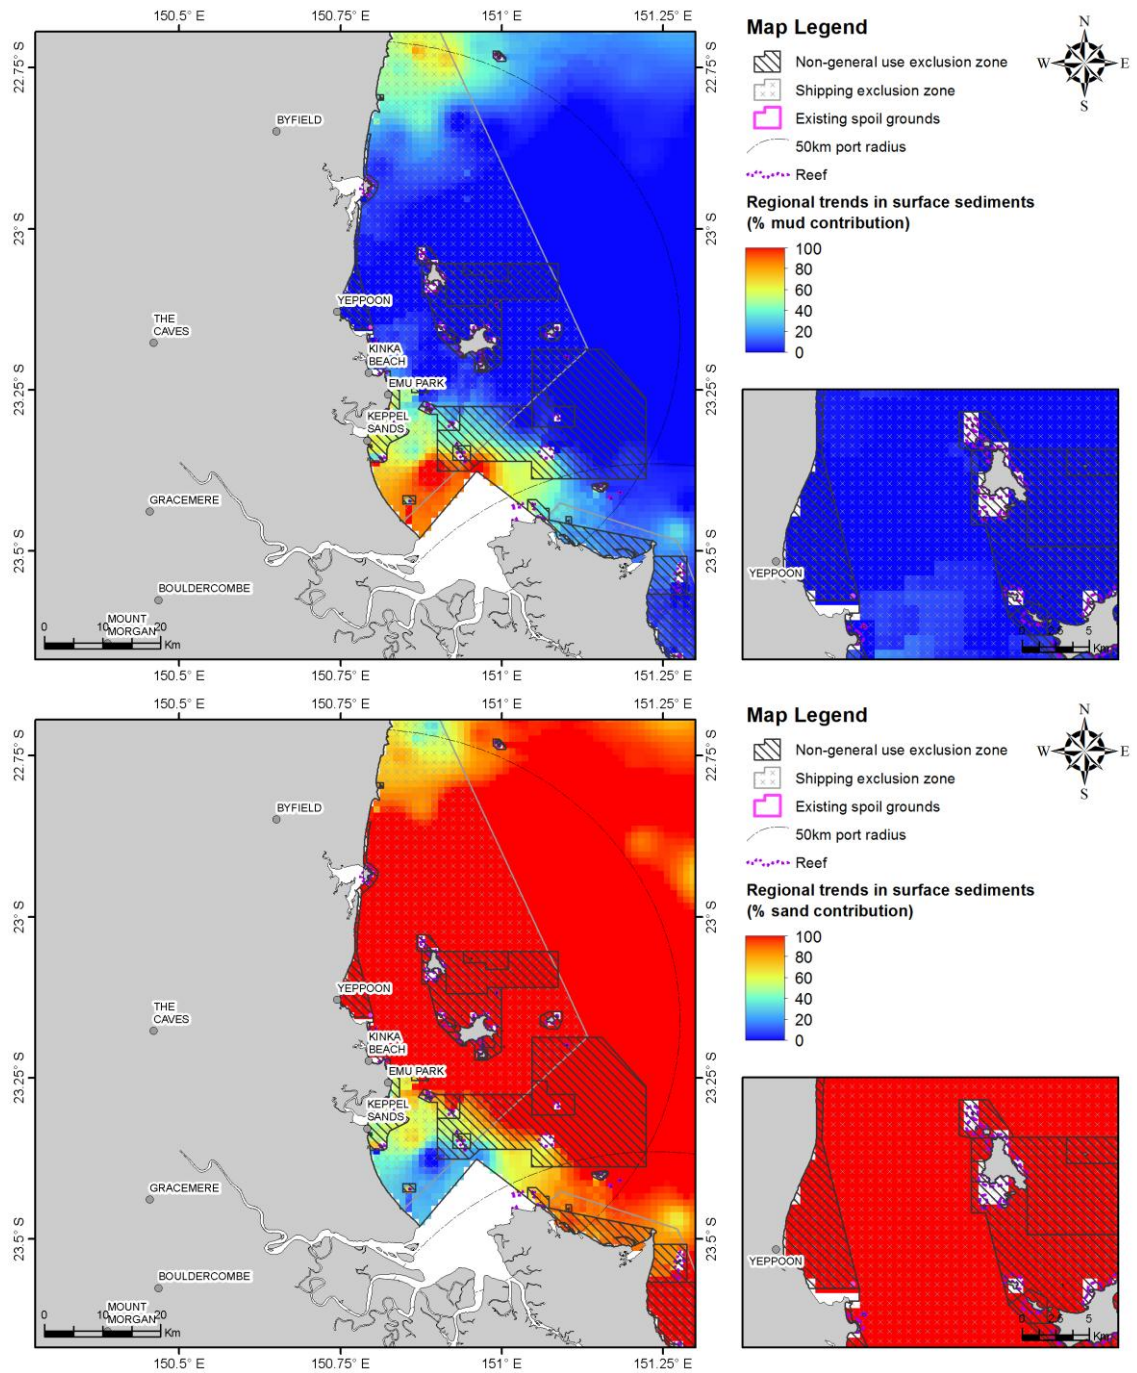 150.5° E 150.75° E 151° E 151.25° E
22.75° S
23° S
23.25° S
23.5° S
22.75° S
23° S
23.25° S
23.5° S
BYFIELD
YEPPOON
THE
CAVES
KINKA
BEACH
EMU PARK
KEPPEL
SANDS
GRACEMERE
BOULDERCOMBE
MOUNT
MORGAN
0 10 20
Km
150.5° E 150.75° E 151° E 151.25° E
Map Legend
N
W E
S
Non-general use exclusion zone
Shipping exclusion zone
Existing spoil grounds
50km port radius
Reef
Regional trends in surface sediments
(% mud contribution)
100
80
60
40
20
0
YEPPOON
0 2.5 5
Km
22.75° S
23° S
23.25° S
23.5° S
22.75° S
23° S
23.25° S
23.5° S
BYFIELD
YEPPOON
THE
CAVES
KINKA
BEACH
EMU PARK
KEPPEL
SANDS
GRACEMERE
BOULDERCOMBE
MOUNT
MORGAN
0 10 20
Km
150.5° E 150.75° E 151° E 151.25° E
Map Legend
N
W E
S
Non-general use exclusion zone
Shipping exclusion zone
Existing spoil grounds
50km port radius
Reef
Regional trends in surface sediments
(% sand contribution)
100
80
60
40
20
0
YEPPOON
0 2.5 5
Km